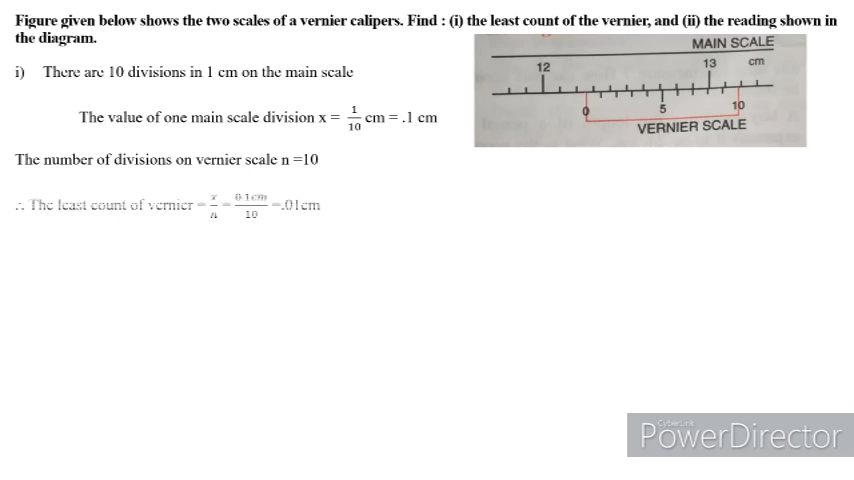 Figure given below shows the two scales of a vernier calipers. Find : (i) the least count of the vernier, and (ii) the reading shown in
the diagram.
MAIN SCALE
12 13 cm
0 5 10
VERNIER SCALE
i) There are 10 divisions in 1 cm on the main scale
The value of one main scale division x = 1/10 cm = .1 cm
The number of divisions on vernier scale n =10
∴ The least count of vernier = x/n = 0.1cm/10 =.01cm
CyberLink
PowerDirector